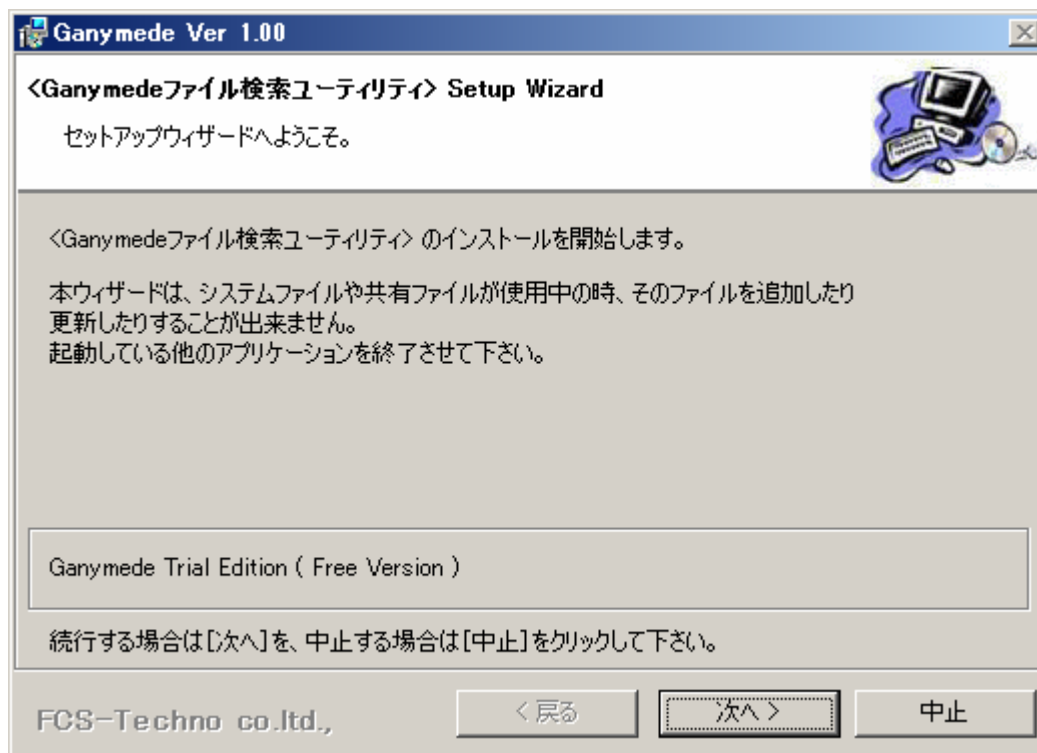 Ganymede Ver 1.00
<Ganymedeファイル検索ユーティリティ> Setup Wizard
セットアップウィザードへようこそ。
<Ganymedeファイル検索ユーティリティ> のインストールを開始します。
本ウィザードは、システムファイルや共有ファイルが使用中の時、そのファイルを追加したり
更新したりすることが出来ません。
起動している他のアプリケーションを終了させて下さい。
Ganymede Trial Edition ( Free Version )
続行する場合は[次へ]を、中止する場合は[中止]をクリックして下さい。
FCS-Techno co.ltd.,
< 戻る
次へ >
中止